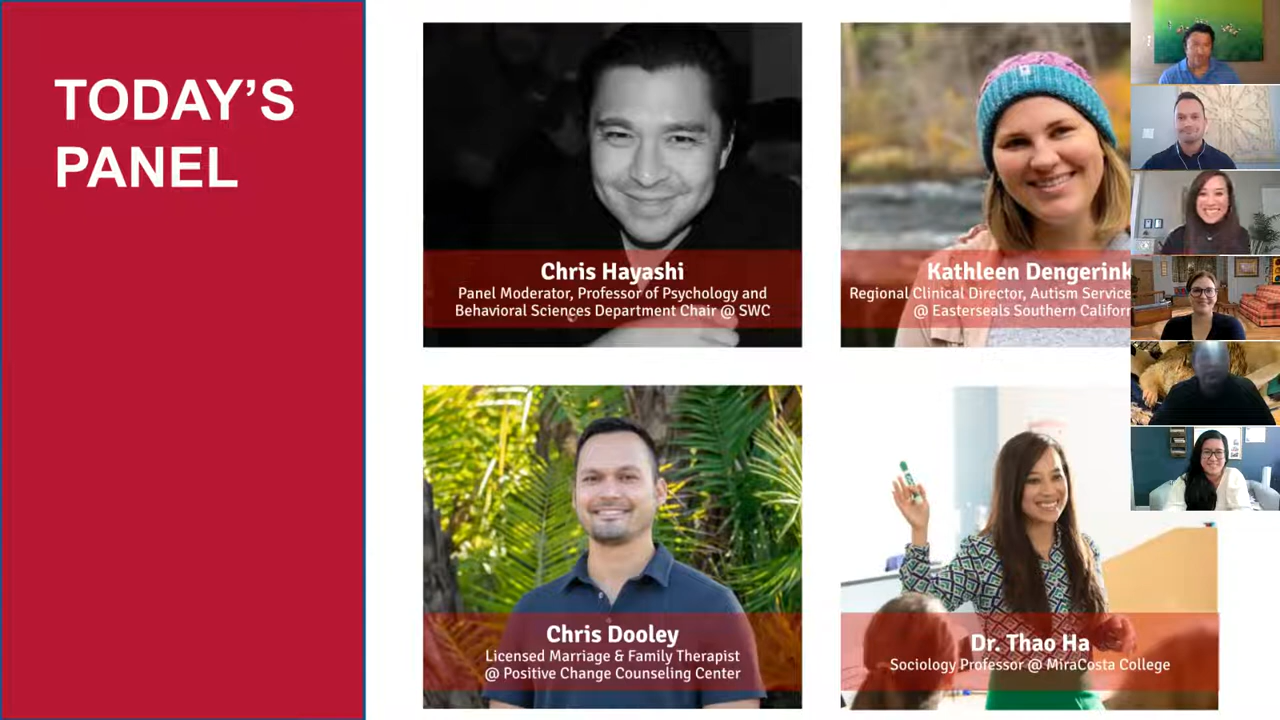 TODAY'S
PANEL
Chris Hayashi
Panel Moderator, Professor of Psychology and
Behavioral Sciences Department Chair @ SWC
Kathleen Dengerink
Regional Clinical Director, Autism Service
@ Easterseals Southern Califor
Chris Dooley
Licensed Marriage & Family Therapist
@ Positive Change Counseling Center
Dr. Thao Ha
Sociology Professor @ MiraCosta College